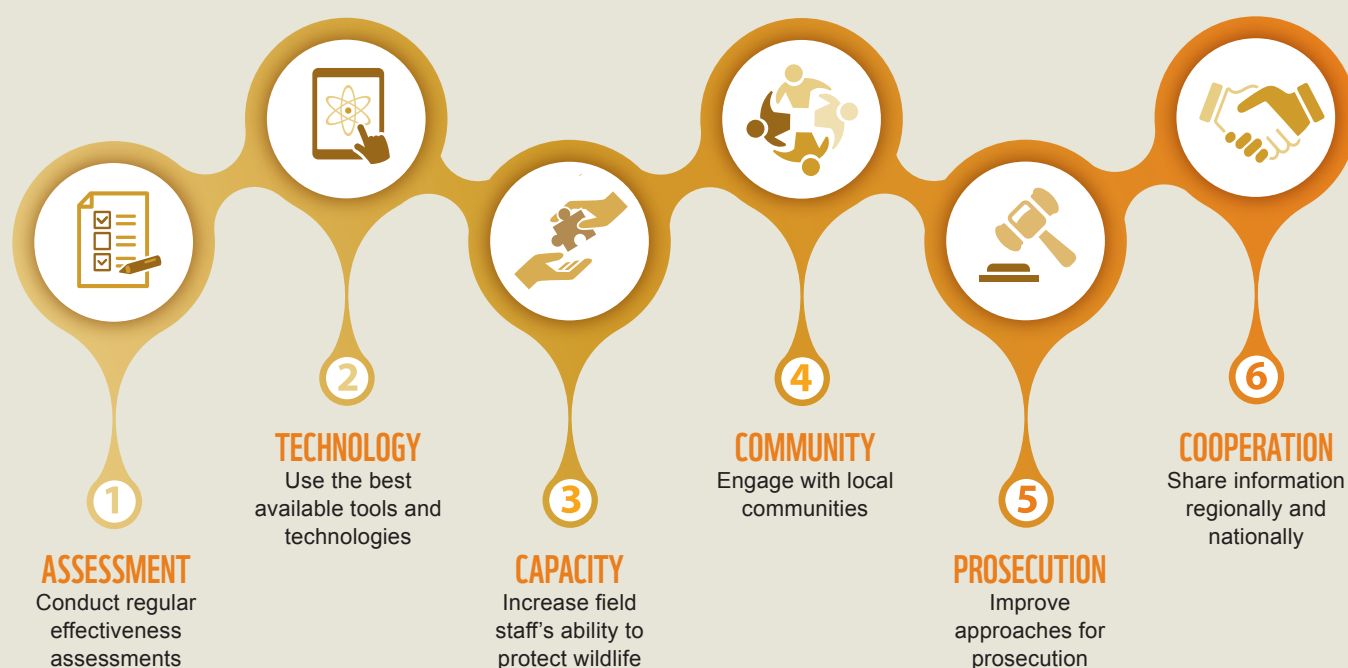 1
ASSESSMENT
Conduct regular
effectiveness
assessments
2
TECHNOLOGY
Use the best
available tools and
technologies
3
CAPACITY
Increase field
staff's ability to
protect wildlife
4
COMMUNITY
Engage with local
communities
5
PROSECUTION
Improve
approaches for
prosecution
6
COOPERATION
Share information
regionally and
nationally